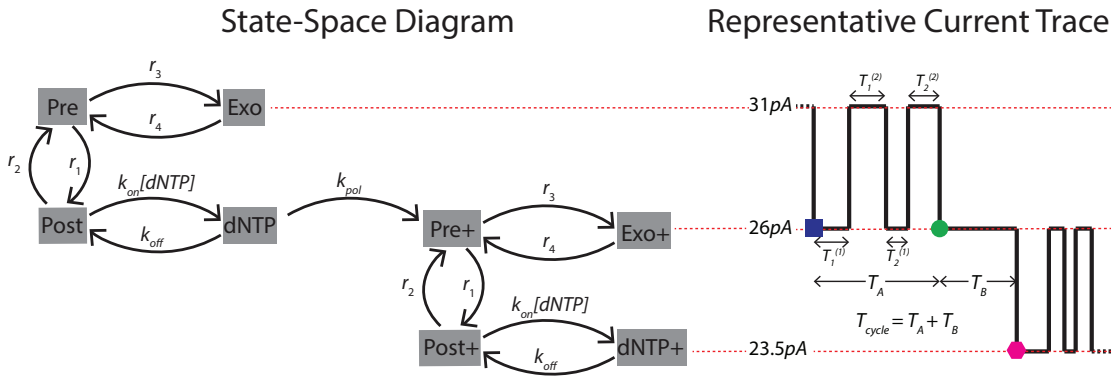 State-Space Diagram
Representative Current Trace
r3
T1(2)
T2(2)
Pre
Exo
31pA
r4
r2
r1
kon[dNTP]
kpol
r3
Post
koff
dNTP
Pre+
Exo+
26pA
r4
T1(1)
T2(1)
r2
r1
TA
TB
kon[dNTP]
Tcycle = TA + TB
Post+
koff
dNTP+
23.5pA